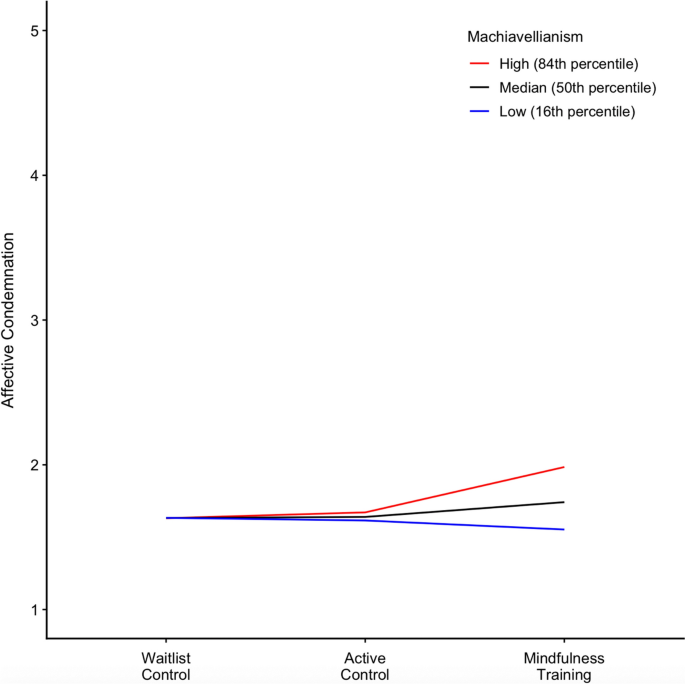 Machiavellianism
High (84th percentile)
Median (50th percentile)
Low (16th percentile)
Affective Condemnation
5
4
3
2
1
Waitlist
Control
Active
Control
Mindfulness
Training